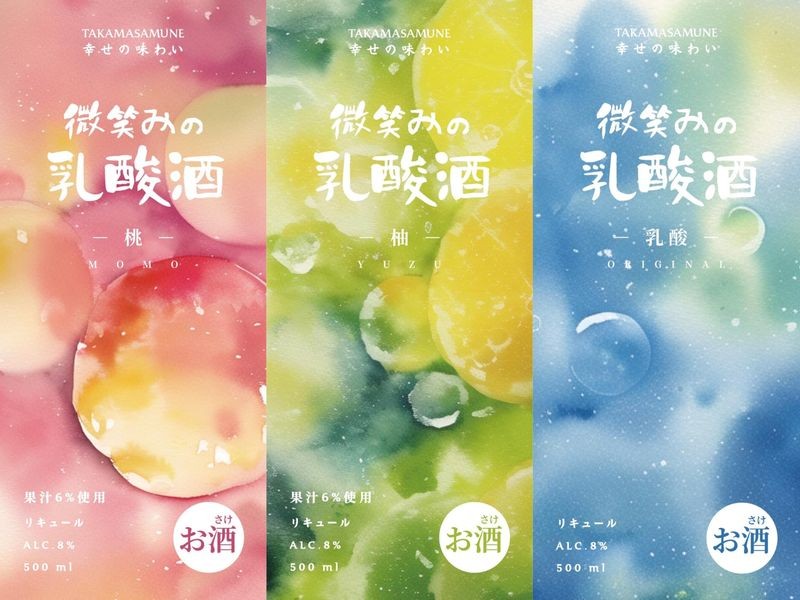 TAKAMASAMUNE
幸せの味わい
微笑みの
乳酸酒
— 桃 —
MOMO
果汁6%使用
リキュール
ALC.8%
500 ml
さけ
お酒
TAKAMASAMUNE
幸せの味わい
微笑みの
乳酸酒
— 柚 —
YUZU
果汁6%使用
リキュール
ALC.8%
500 ml
さけ
お酒
TAKAMASAMUNE
幸せの味わい
微笑みの
乳酸酒
— 乳酸 —
ORIGINAL
リキュール
ALC.8%
500 ml
さけ
お酒